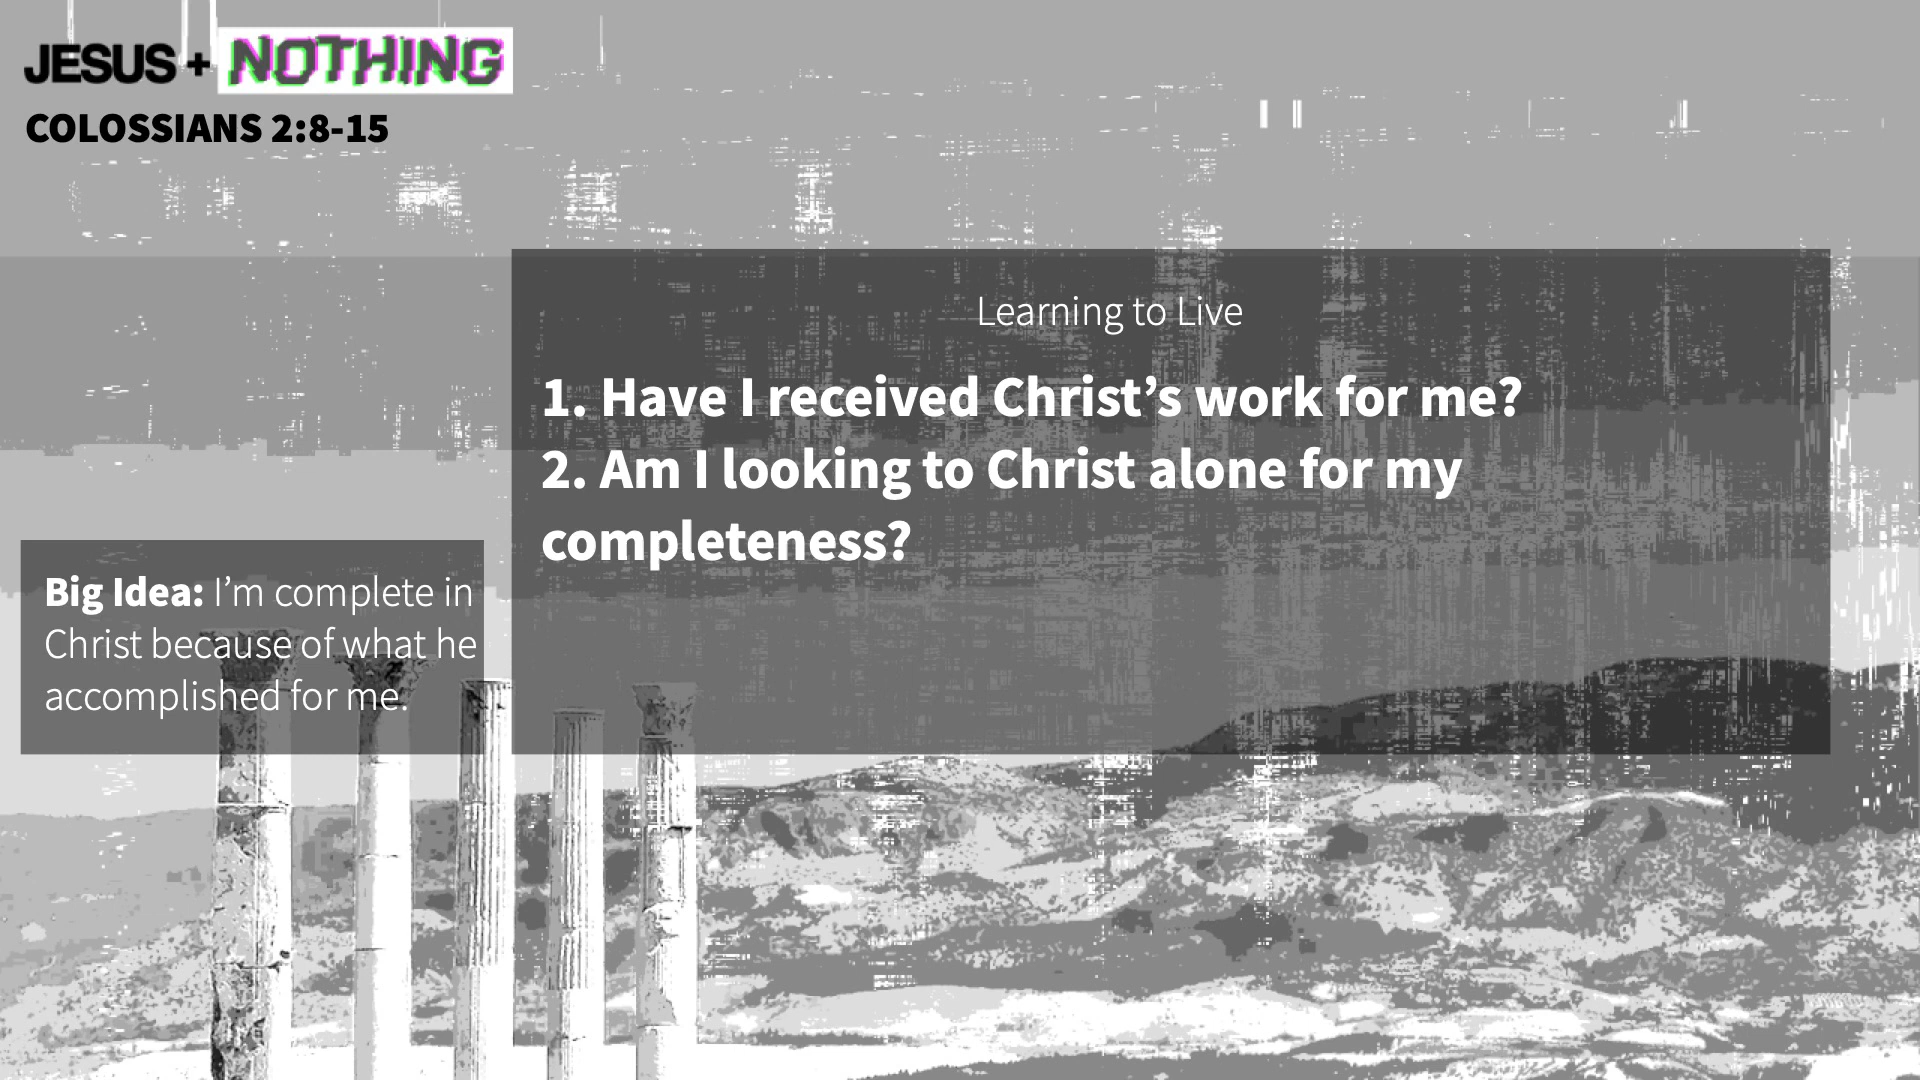 JESUS + NOTHING
COLOSSIANS 2:8-15
Learning to Live
1. Have I received Christ’s work for me?
2. Am I looking to Christ alone for my
completeness?
Big Idea: I’m complete in
Christ because of what he
accomplished for me.